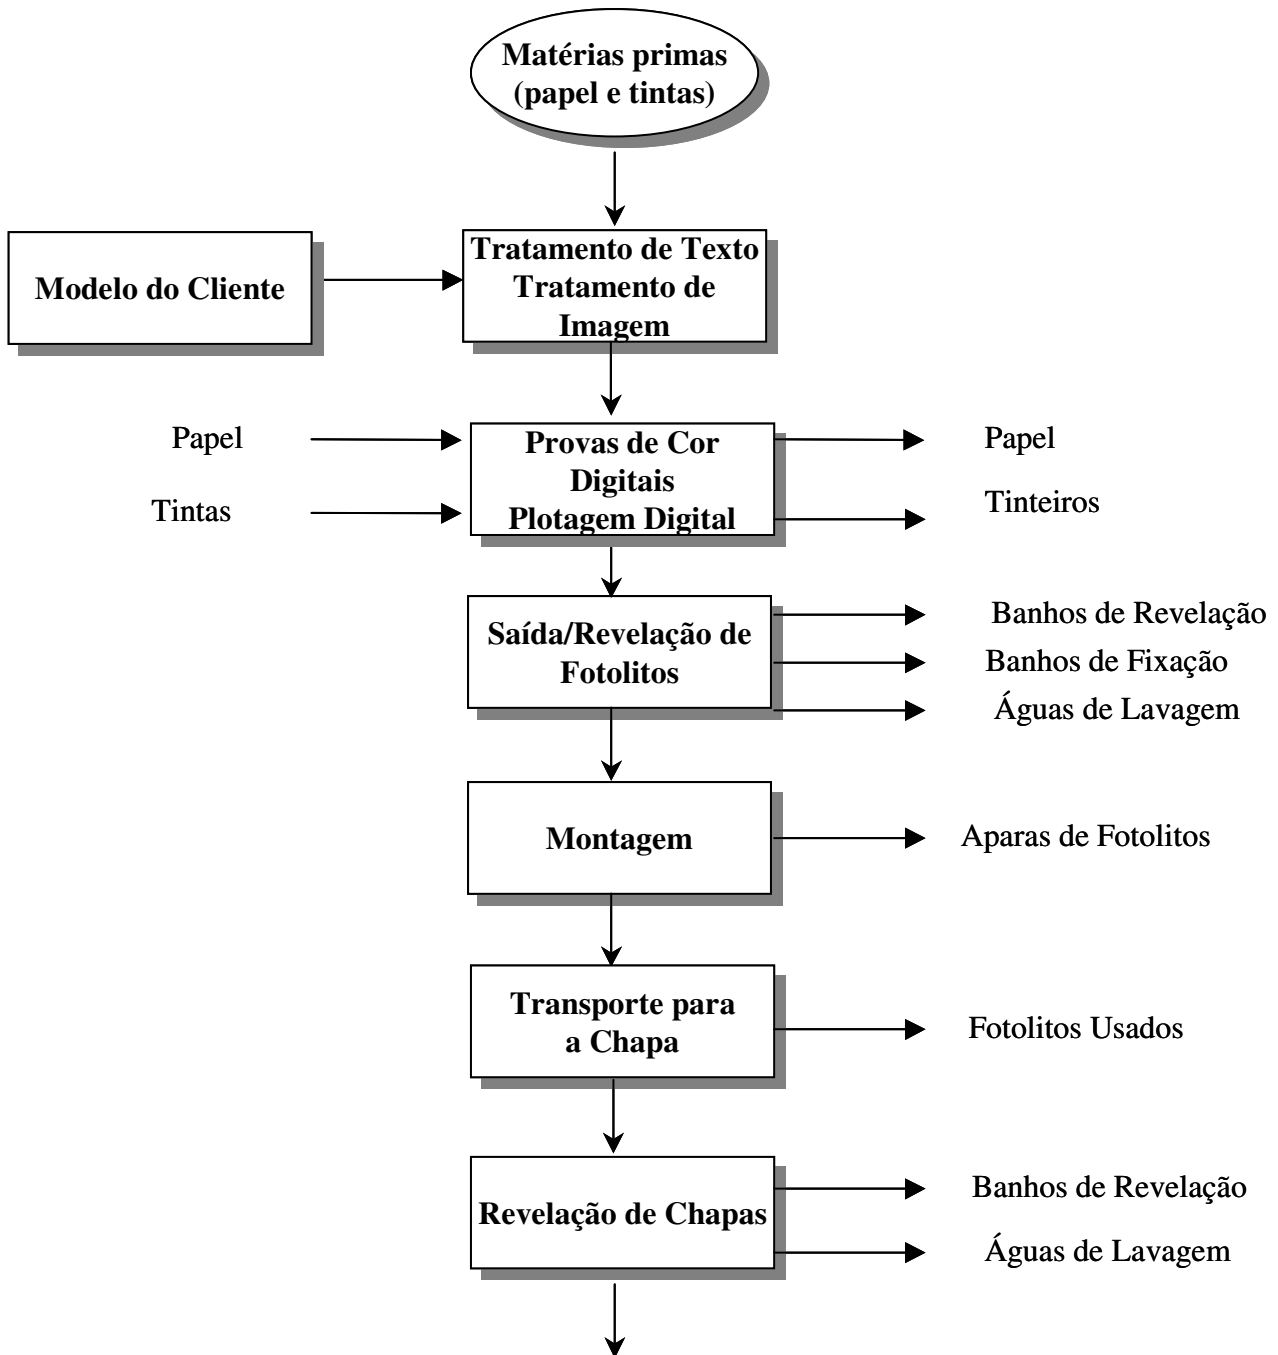 Matérias primas
(papel e tintas)
Modelo do Cliente
Tratamento de Texto
Tratamento de
Imagem
Papel
Tintas
Provas de Cor
Digitais
Plotagem Digital
Papel
Tinteiros
Saída/Revelação de
Fotolitos
Banhos de Revelação
Banhos de Fixação
Águas de Lavagem
Montagem
Aparas de Fotolitos
Transporte para
a Chapa
Fotolitos Usados
Revelação de Chapas
Banhos de Revelação
Águas de Lavagem